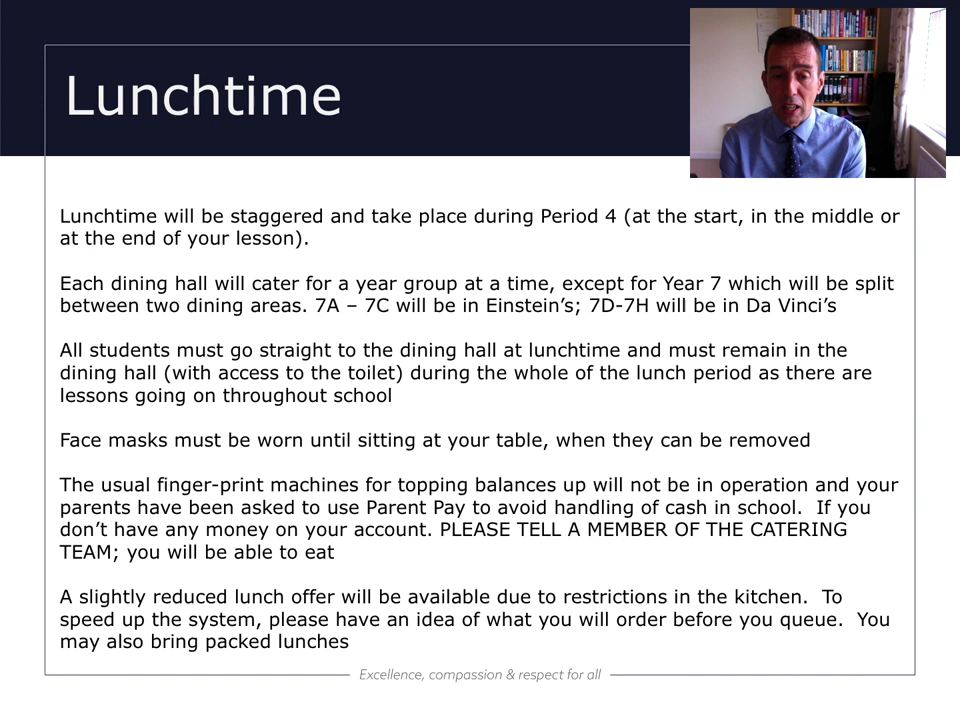 Lunchtime
Lunchtime will be staggered and take place during Period 4 (at the start, in the middle or
at the end of your lesson).
Each dining hall will cater for a year group at a time, except for Year 7 which will be split
between two dining areas. 7A – 7C will be in Einstein’s; 7D-7H will be in Da Vinci’s
All students must go straight to the dining hall at lunchtime and must remain in the
dining hall (with access to the toilet) during the whole of the lunch period as there are
lessons going on throughout school
Face masks must be worn until sitting at your table, when they can be removed
The usual finger-print machines for topping balances up will not be in operation and your
parents have been asked to use Parent Pay to avoid handling of cash in school.  If you
don’t have any money on your account. PLEASE TELL A MEMBER OF THE CATERING
TEAM; you will be able to eat
A slightly reduced lunch offer will be available due to restrictions in the kitchen.  To
speed up the system, please have an idea of what you will order before you queue.  You
may also bring packed lunches
Excellence, compassion & respect for all